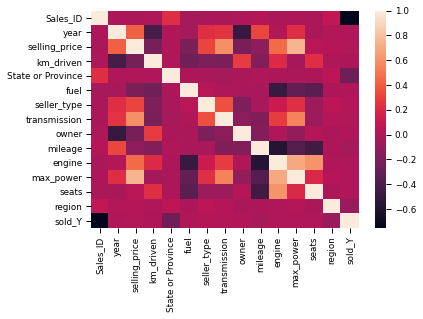 Sales_ID
year
selling_price
km_driven
State or Province
fuel
seller_type
transmission
owner
mileage
engine
max_power
seats
region
sold_Y
1.0
0.8
0.6
0.4
0.2
0.0
−0.2
−0.4
−0.6
Sales_ID
year
selling_price
km_driven
State or Province
fuel
seller_type
transmission
owner
mileage
engine
max_power
seats
region
sold_Y